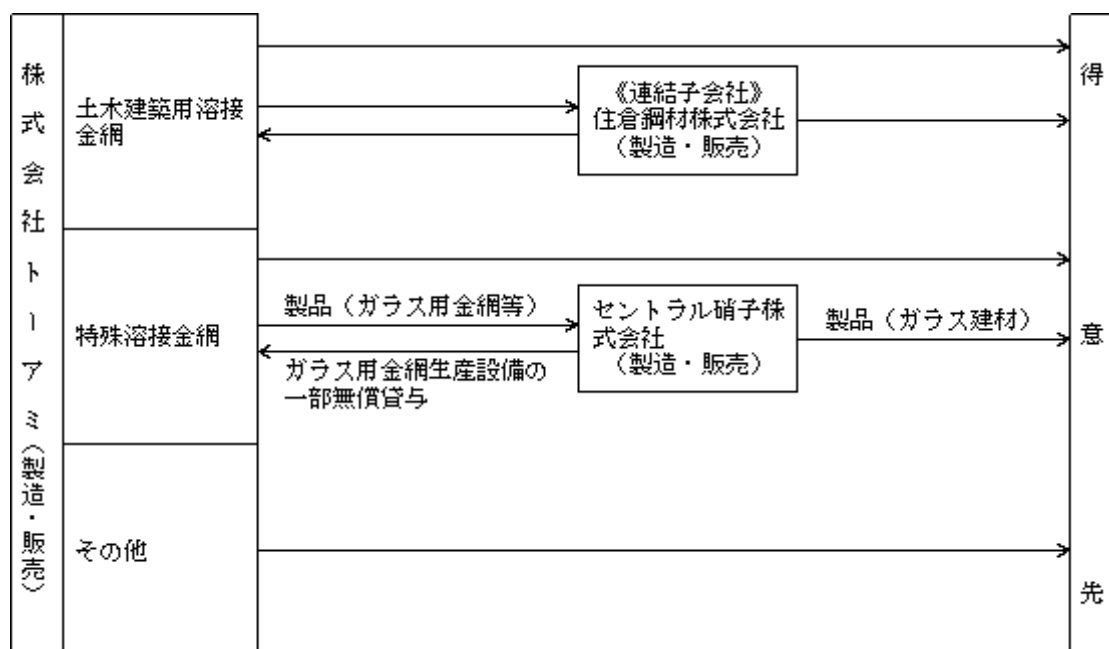 株式会社トーアミ(製造・販売)
土木建築用溶接
金網
《連結子会社》
住倉鋼材株式会社
(製造・販売)
特殊溶接金網
製品(ガラス用金網等)
ガラス用金網生産設備の
一部無償貸与
セントラル硝子株
式会社
(製造・販売)
製品(ガラス建材)
その他
得意先